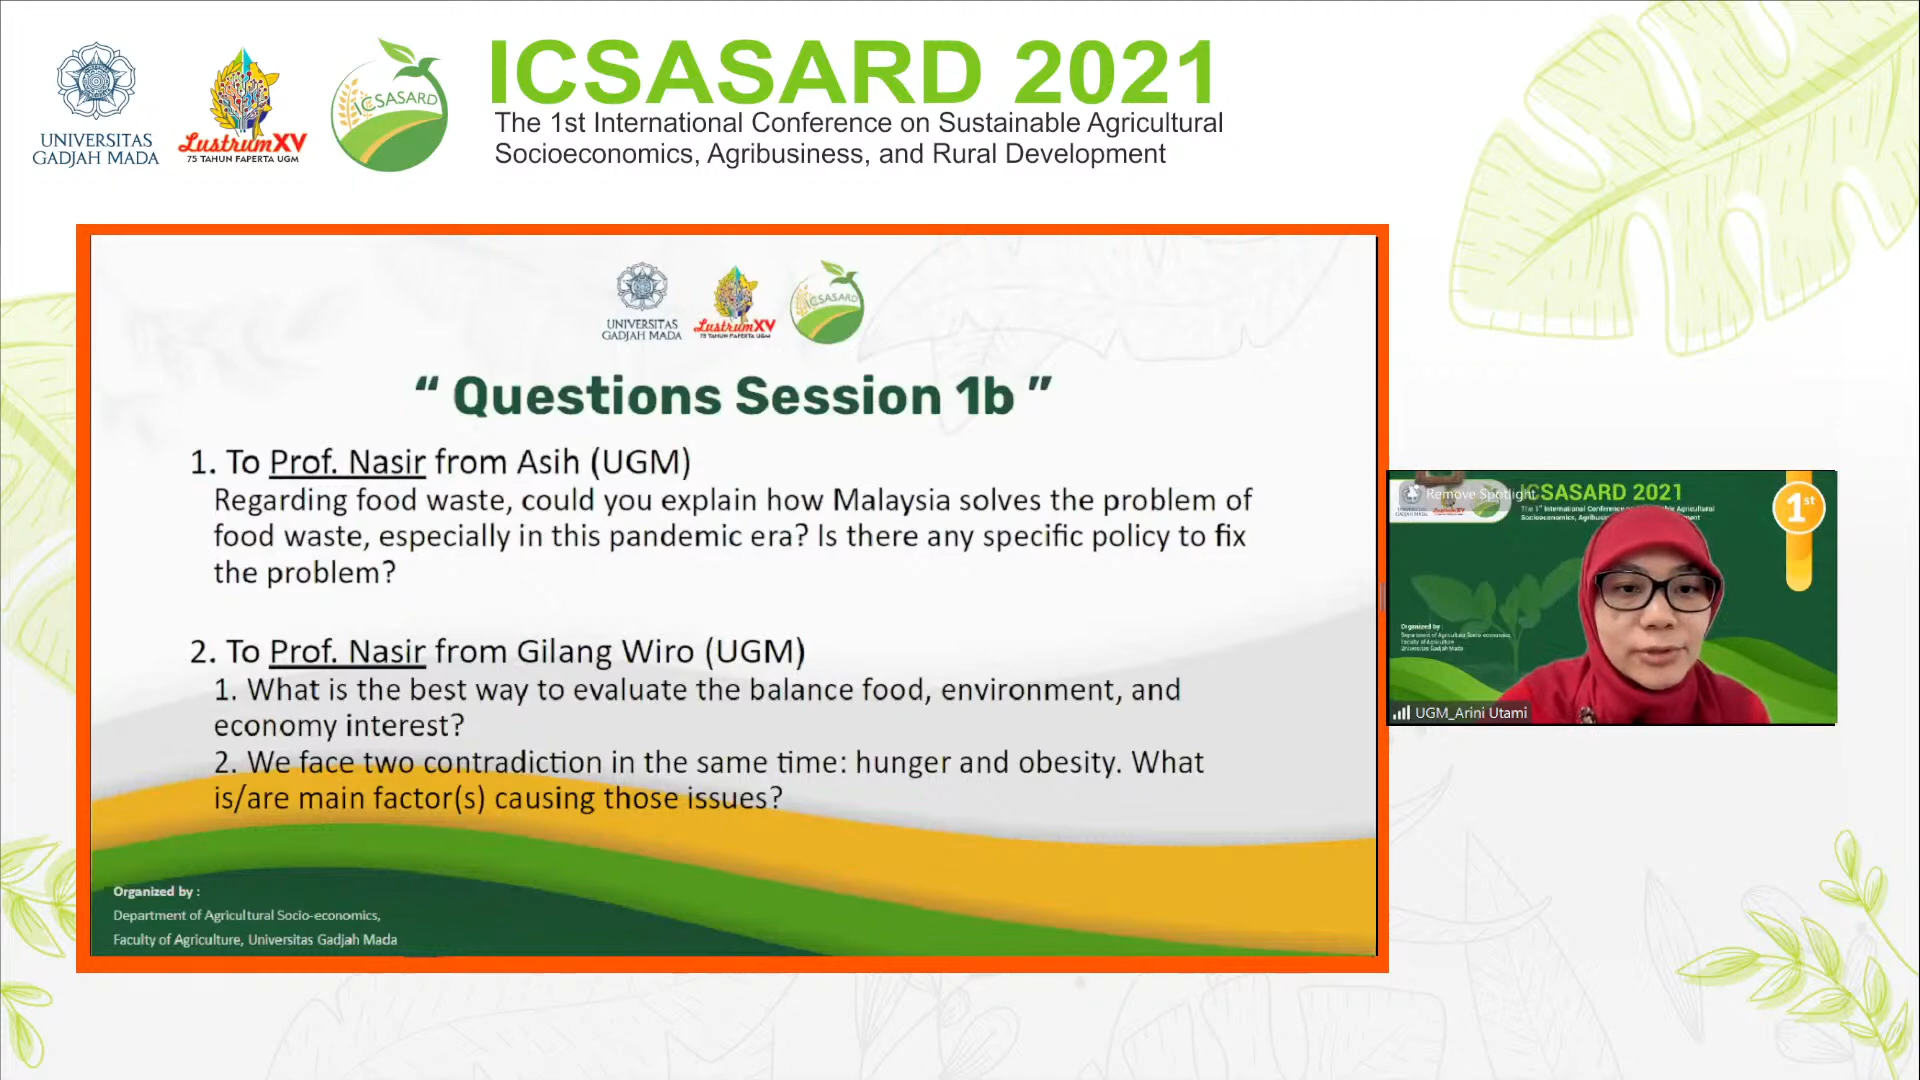 UNIVERSITAS
GADJAH MADA
LustrumXV
75 TAHUN FAPERTA UGM
ICSASARD
ICSASARD 2021
The 1st International Conference on Sustainable Agricultural
Socioeconomics, Agribusiness, and Rural Development
UNIVERSITAS
GADJAH MADA
LustrumXV
75 TAHUN FAPERTA UGM
ICSASARD
“ Questions Session 1b ”
1. To Prof. Nasir from Asih (UGM)
Regarding food waste, could you explain how Malaysia solves the problem of
food waste, especially in this pandemic era? Is there any specific policy to fix
the problem?
2. To Prof. Nasir from Gilang Wiro (UGM)
1. What is the best way to evaluate the balance food, environment, and
economy interest?
2. We face two contradiction in the same time: hunger and obesity. What
is/are main factor(s) causing those issues?
Organized by :
Department of Agricultural Socio-economics,
Faculty of Agriculture, Universitas Gadjah Mada
Remove Spotlight
SASARD 2021
The 1st International Conference Agricultural
Socioeconomics,
1st
Organized by :
Department of Agricultural Socio-economics,
Faculty of Agriculture
Universitas Gadjah Mada
UGM_Arini Utami